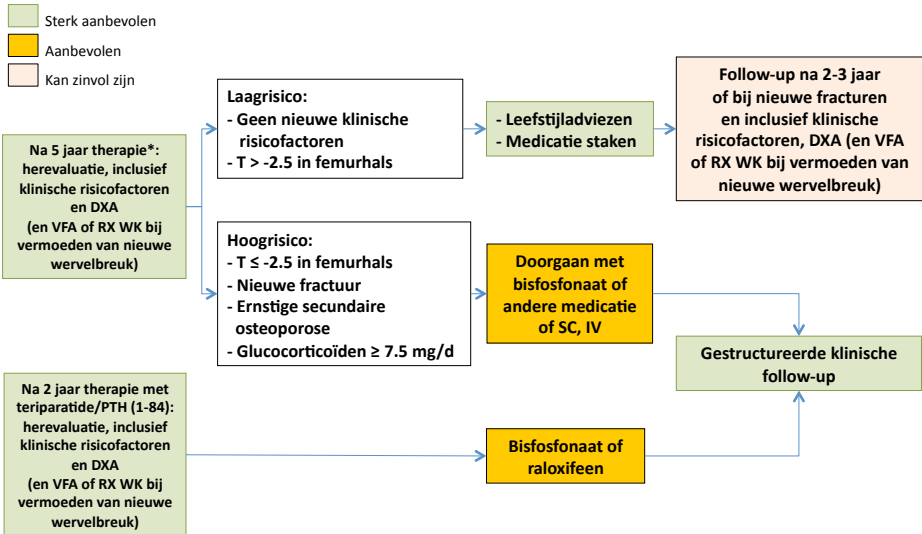 Sterk aanbevolen
Aanbevolen
Kan zinvol zijn
Na 5 jaar therapie*:
herevaluatie, inclusief
klinische risicofactoren
en DXA
(en VFA of RX WK bij
vermoeden van nieuwe
wervelbreuk)
Laagrisico:
- Geen nieuwe klinische
risicofactoren
- T > -2.5 in femurhals
- Leefstijladviezen
- Medicatie staken
Follow-up na 2-3 jaar
of bij nieuwe fracturen
en inclusief klinische
risicofactoren, DXA (en VFA
of RX WK bij vermoeden van
nieuwe wervelbreuk)
Hoogrisico:
- T ≤ -2.5 in femurhals
- Nieuwe fractuur
- Ernstige secundaire
osteoporose
- Glucocorticoïden ≥ 7.5 mg/d
Doorgaan met
bisfosfonaat of
andere medicatie
of SC, IV
Gestructureerde klinische
follow-up
Na 2 jaar therapie met
teriparatide/PTH (1-84):
herevaluatie, inclusief
klinische risicofactoren
en DXA
(en VFA of RX WK bij
vermoeden van nieuwe
wervelbreuk)
Bisfosfonaat of
raloxifeen